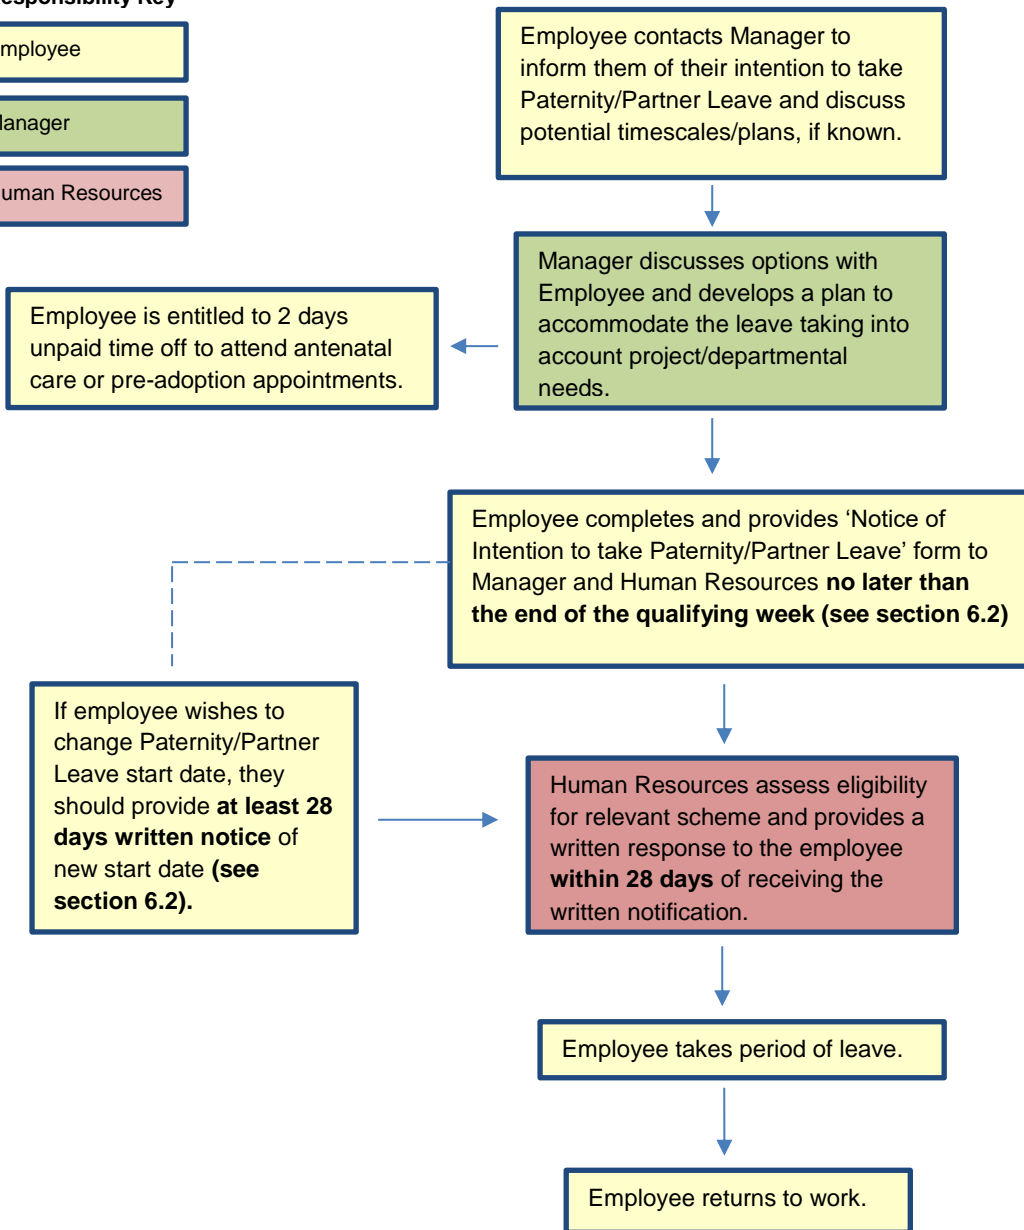 esponsibility Key
mployee
anager
uman Resources
Employee contacts Manager to
inform them of their intention to take
Paternity/Partner Leave and discuss
potential timescales/plans, if known.
Manager discusses options with
Employee and develops a plan to
accommodate the leave taking into
account project/departmental
needs.
Employee is entitled to 2 days
unpaid time off to attend antenatal
care or pre-adoption appointments.
Employee completes and provides ‘Notice of
Intention to take Paternity/Partner Leave’ form to
Manager and Human Resources no later than
the end of the qualifying week (see section 6.2)
If employee wishes to
change Paternity/Partner
Leave start date, they
should provide at least 28
days written notice of
new start date (see
section 6.2).
Human Resources assess eligibility
for relevant scheme and provides a
written response to the employee
within 28 days of receiving the
written notification.
Employee takes period of leave.
Employee returns to work.